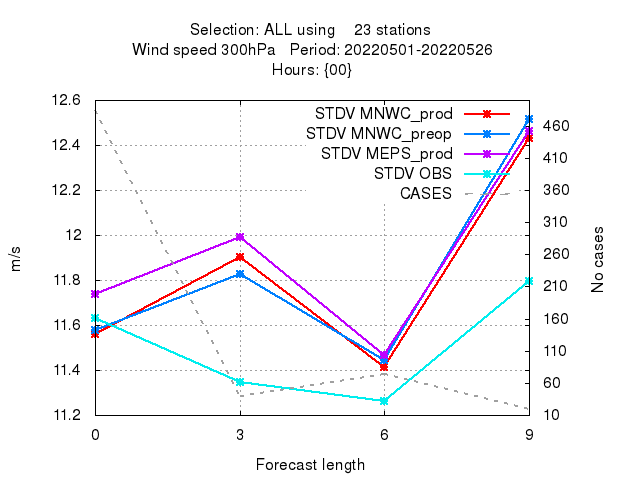 Selection: ALL using    23 stations
Wind speed 300hPa   Period: 20220501-20220526
Hours: {00}
STDV MNWC_prod
STDV MNWC_preop
STDV MEPS_prod
STDV OBS
CASES
12.6
12.4
12.2
12
11.8
11.6
11.4
11.2
460
410
360
310
260
210
160
110
60
10
m/s
No cases
0 3 6 9
Forecast length